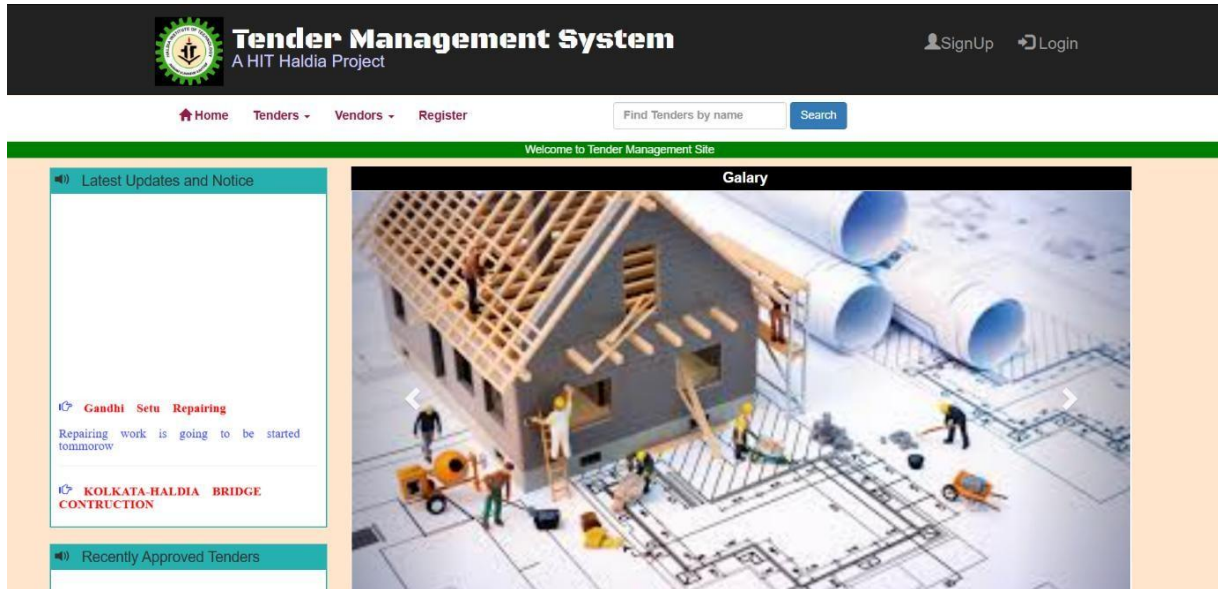 Tender Management System
A HIT Haldia Project
SignUp Login
Home Tenders Vendors Register
Find Tenders by name Search
Welcome to Tender Management Site
Latest Updates and Notice
Galary
Gandhi Setu Repairing
Repairing work is going to be started
tommorow
KOLKATA-HALDIA BRIDGE
CONTRUCTION
Recently Approved Tenders